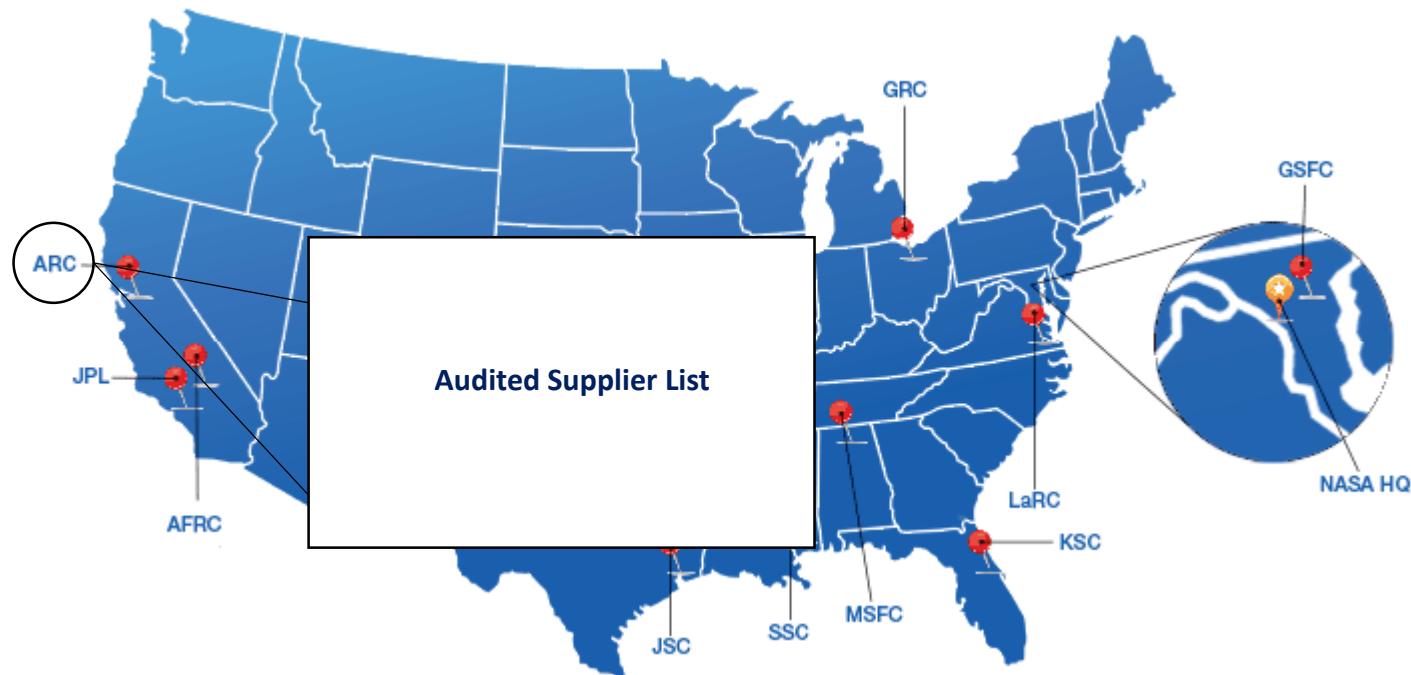 GRC
GSFC
ARC
JPL
Audited Supplier List
AFRC
LaRC
NASA HQ
KSC
MSFC
SSC
JSC